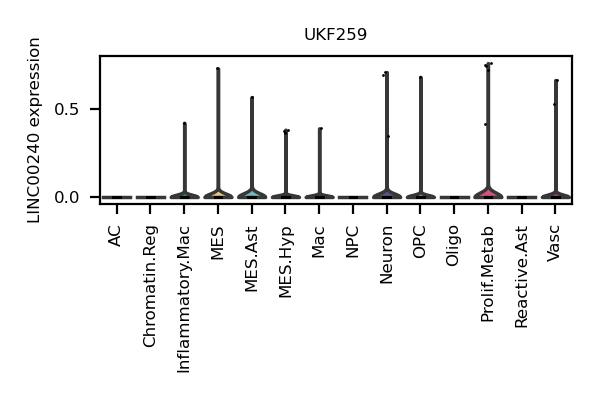 UKF259
LINC00240 expression
0.5
0.0
AC
Chromatin.Reg
Inflammatory.Mac
MES
MES.Ast
MES.Hyp
Mac
NPC
Neuron
OPC
Oligo
Prolif.Metab
Reactive.Ast
Vasc